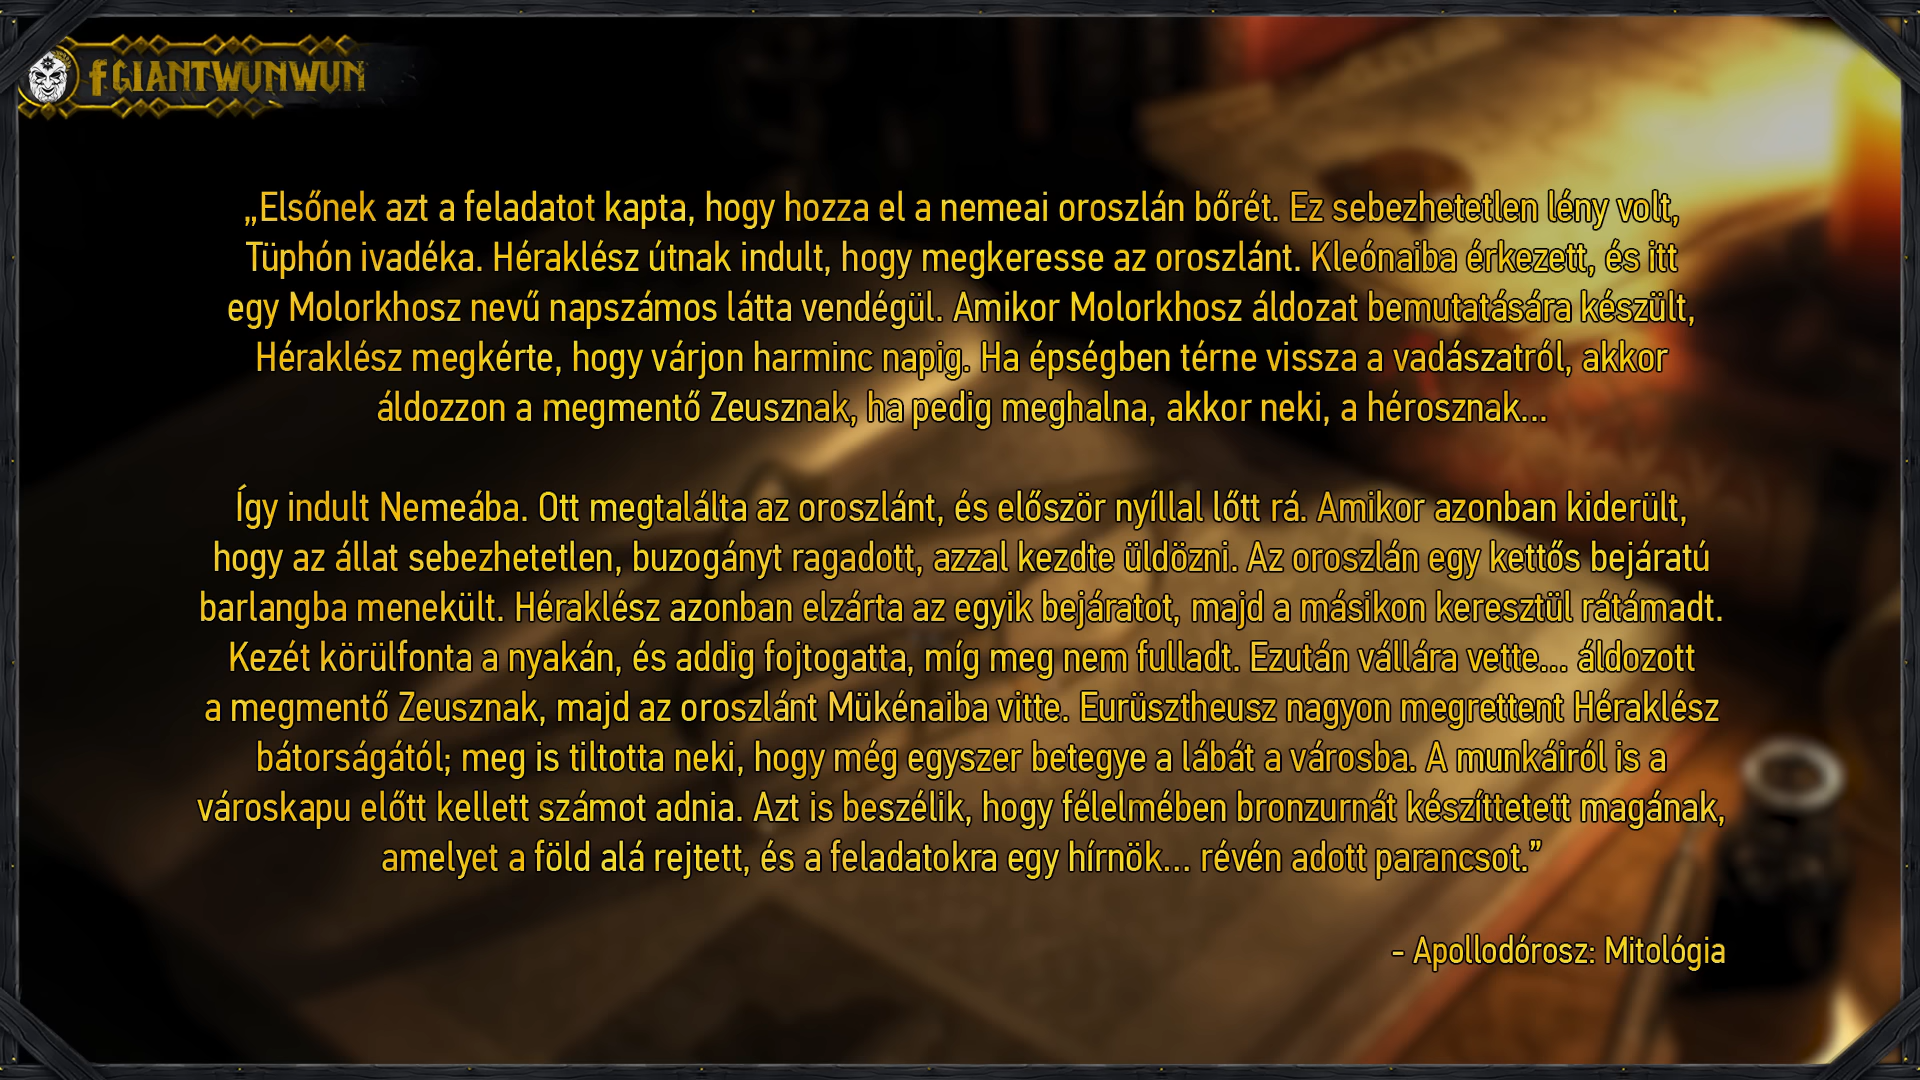 FGIANTWUNWUN
„Elsőnek azt a feladatot kapta, hogy hozza el a nemeai oroszlán bőrét. Ez sebezhetetlen lény volt,
Tüphón ivadéka. Héraklész útnak indult, hogy megkeresse az oroszlánt. Kleónaiba érkezett, és itt
egy Molorkhosz nevű napszámos látta vendégül. Amikor Molorkhosz áldozat bemutatására készült,
Héraklész megkérte, hogy várjon harminc napig. Ha épségben térne vissza a vadászatról, akkor
áldozzon a megmentő Zeusznak, ha pedig meghalna, akkor neki, a hérosznak...
Így indult Nemeába. Ott megtalálta az oroszlánt, és először nyíllal lőtt rá. Amikor azonban kiderült,
hogy az állat sebezhetetlen, buzogányt ragadott, azzal kezdte üldözni. Az oroszlán egy kettős bejáratú
barlangba menekült. Héraklész azonban elzárta az egyik bejáratot, majd a másikon keresztül rátámadt.
Kezét körülfonta a nyakán, és addig fojtogatta, míg meg nem fulladt. Ezután vállára vette... áldozott
a megmentő Zeusznak, majd az oroszlánt Mükénaiba vitte. Eurüsztheusz nagyon megrettent Héraklész
bátorságától; meg is tiltotta neki, hogy még egyszer betegye a lábát a városba. A munkáiról is a
városkapu előtt kellett számot adnia. Azt is beszélik, hogy félelmében bronzurnát készíttetett magának,
amelyet a föld alá rejtett, és a feladatokra egy hírnök... révén adott parancsot.”
- Apollodórosz: Mitológia